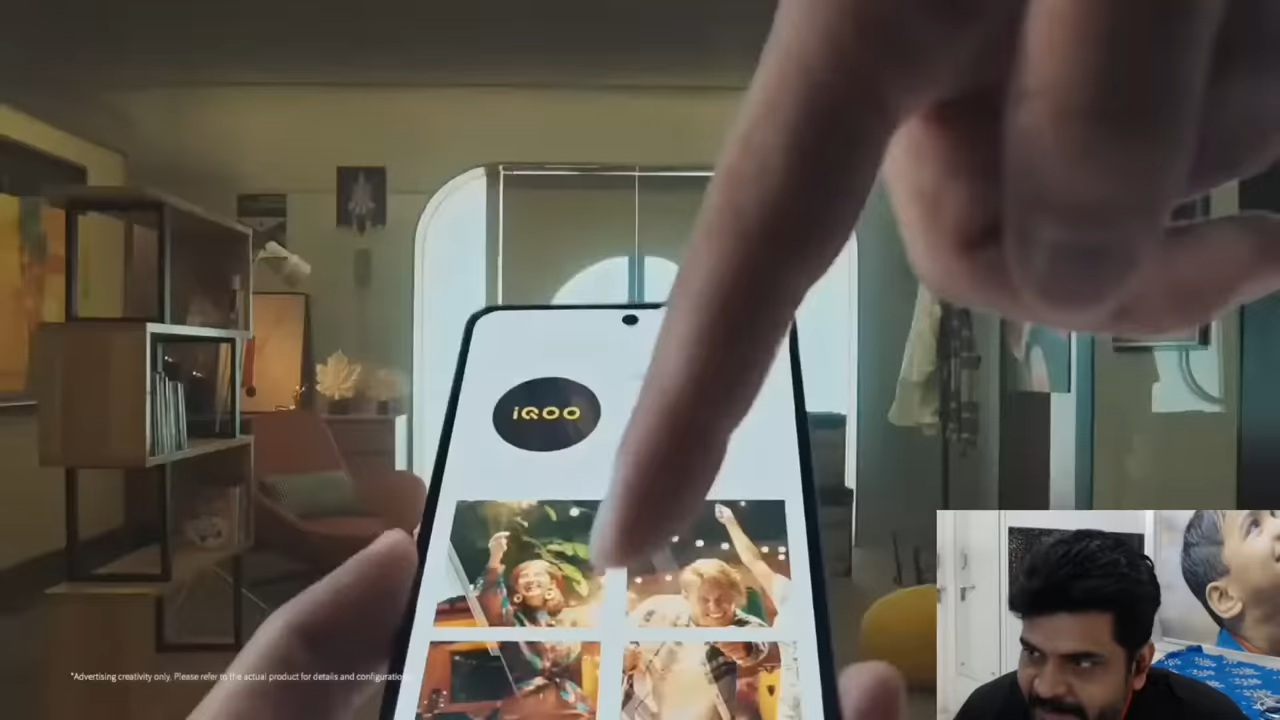 iQOO
"Advertising creativity only, Please refer to the actual product for details and configurations